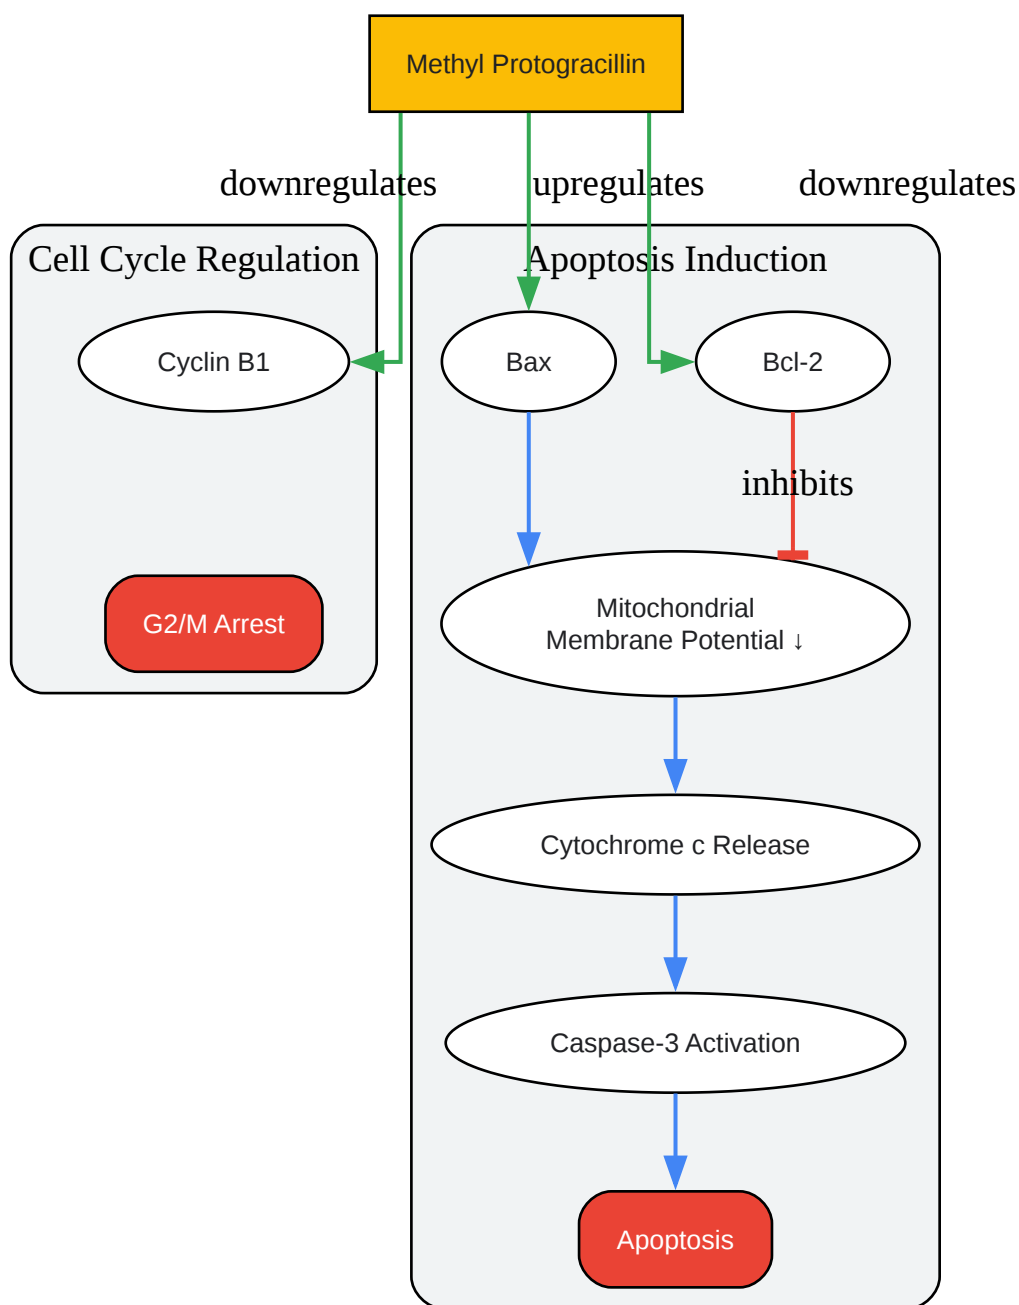 Methyl Protogracillin
downregulates
upregulates
downregulates
Cell Cycle Regulation
Apoptosis Induction
Cyclin B1
Bax
Bcl-2
inhibits
G2/M Arrest
Mitochondrial
Membrane Potential ↓
Cytochrome c Release
Caspase-3 Activation
Apoptosis